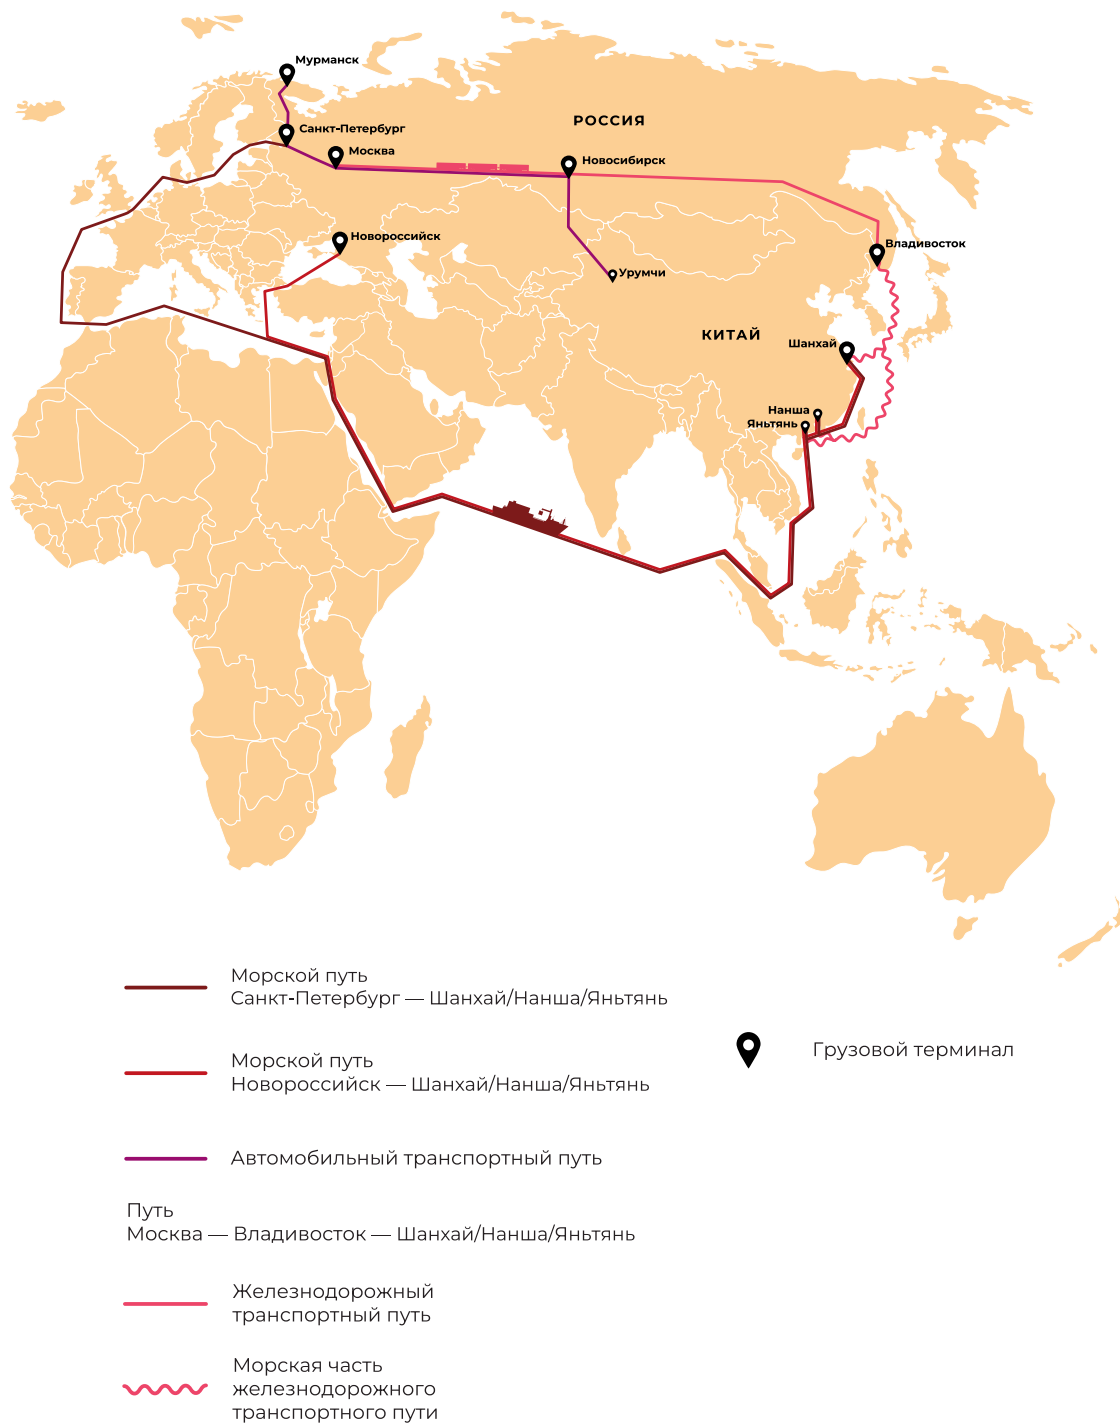 Мурманск
Санкт-Петербург
РОССИЯ
Москва
Новосибирск
Новороссийск
Владивосток
Урумчи
КИТАЙ
Шанхай
Нанша
Яньтянь
Морской путь
Санкт-Петербург — Шанхай/Нанша/Яньтянь
Грузовой терминал
Морской путь
Новороссийск — Шанхай/Нанша/Яньтянь
Автомобильный транспортный путь
Путь
Москва — Владивосток — Шанхай/Нанша/Яньтянь
Железнодорожный
транспортный путь
Морская часть
железнодорожного
транспортного пути